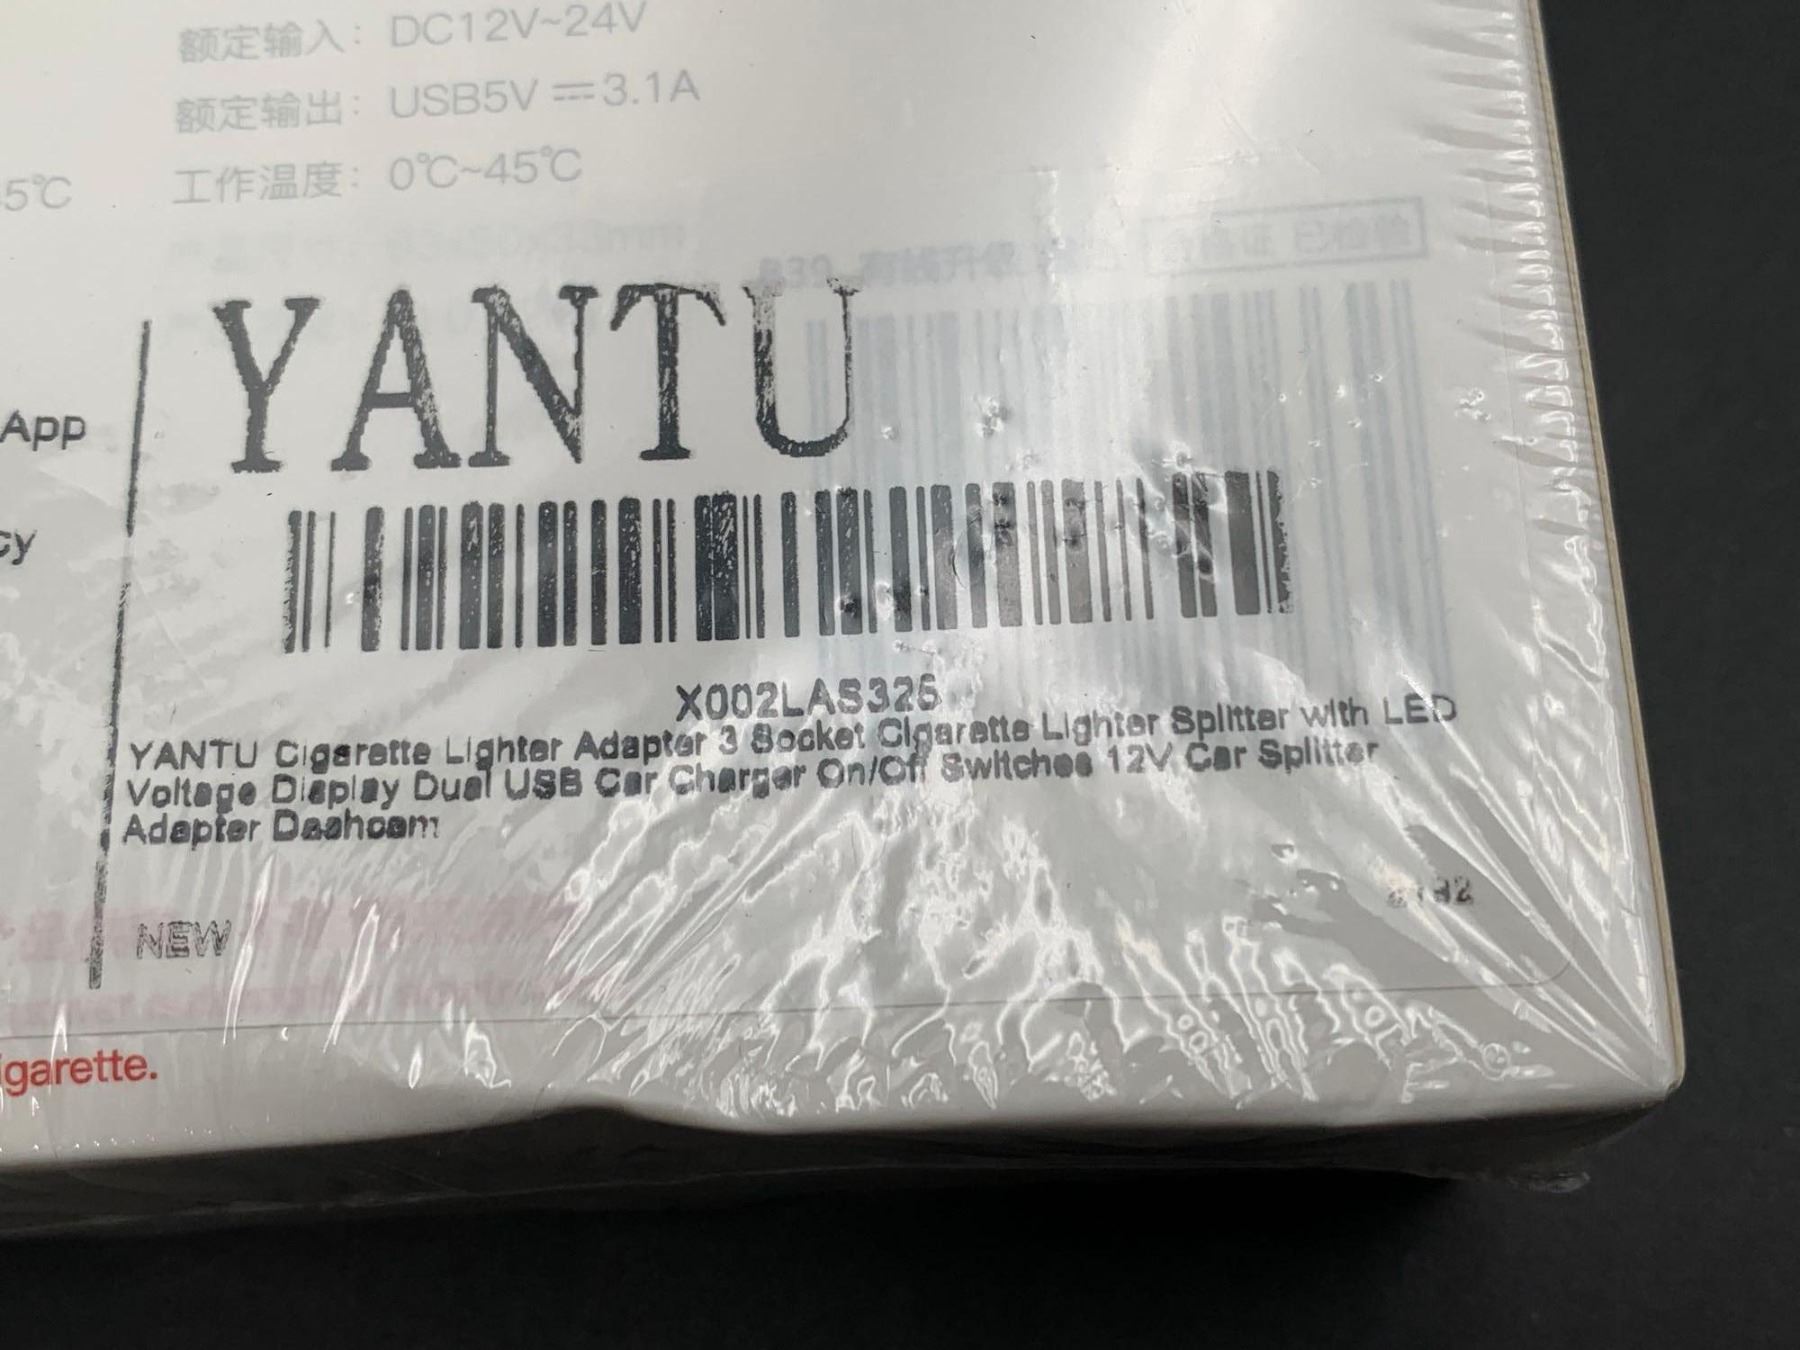 额定输入: DC12V~24V
额定输出: USB5V ⎓ 3.1A
工作温度: 0℃~45℃
5℃
YANTU
App
cy
X002LAS325
YANTU Cigarette Lighter Adapter 3 Socket Cigarette Lighter Splitter with LED
Voltage Display Dual USB Car Charger On/Off Switches 12V Car Splitter
Adapter Dashcam
NEW
igarette.